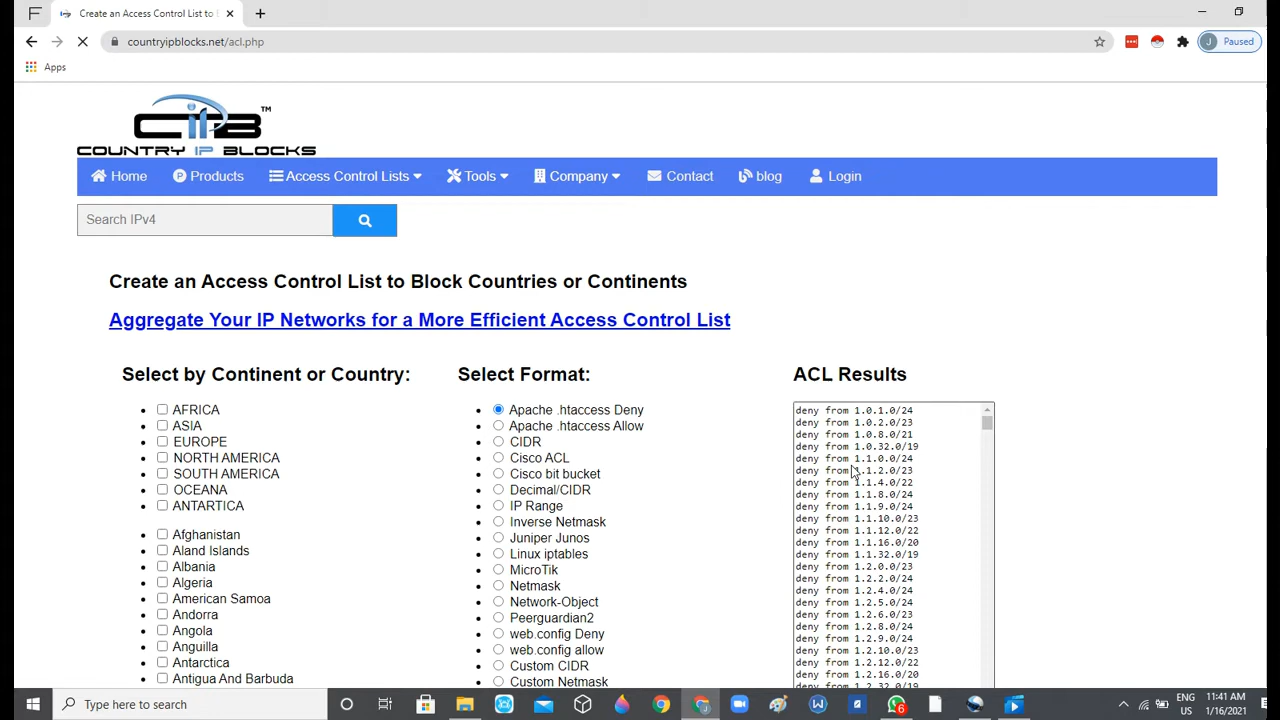 Create an Access Control List to
countryipblocks.net/acl.php
J Paused
Apps
CIPB™
COUNTRY IP BLOCKS
Home Products Access Control Lists Tools Company Contact blog Login
Search IPv4
Create an Access Control List to Block Countries or Continents
Aggregate Your IP Networks for a More Efficient Access Control List
Select by Continent or Country:
AFRICA
ASIA
EUROPE
NORTH AMERICA
SOUTH AMERICA
OCEANA
ANTARTICA
Afghanistan
Aland Islands
Albania
Algeria
American Samoa
Andorra
Angola
Anguilla
Antarctica
Antigua And Barbuda
Select Format:
Apache .htaccess Deny
Apache .htaccess Allow
CIDR
Cisco ACL
Cisco bit bucket
Decimal/CIDR
IP Range
Inverse Netmask
Juniper Junos
Linux iptables
MicroTik
Netmask
Network-Object
Peerguardian2
web.config Deny
web.config allow
Custom CIDR
Custom Netmask
ACL Results
deny from 1.0.1.0/24
deny from 1.0.2.0/23
deny from 1.0.8.0/21
deny from 1.0.32.0/19
deny from 1.1.0.0/24
deny from 1.1.2.0/23
deny from 1.1.4.0/22
deny from 1.1.8.0/24
deny from 1.1.9.0/24
deny from 1.1.10.0/23
deny from 1.1.12.0/22
deny from 1.1.16.0/20
deny from 1.1.32.0/19
deny from 1.2.0.0/23
deny from 1.2.2.0/24
deny from 1.2.4.0/24
deny from 1.2.5.0/24
deny from 1.2.6.0/23
deny from 1.2.8.0/24
deny from 1.2.9.0/24
deny from 1.2.10.0/23
deny from 1.2.12.0/22
deny from 1.2.16.0/20
deny from 1.2.32.0/19
Type here to search
6
ENG
US
11:41 AM
1/16/2021